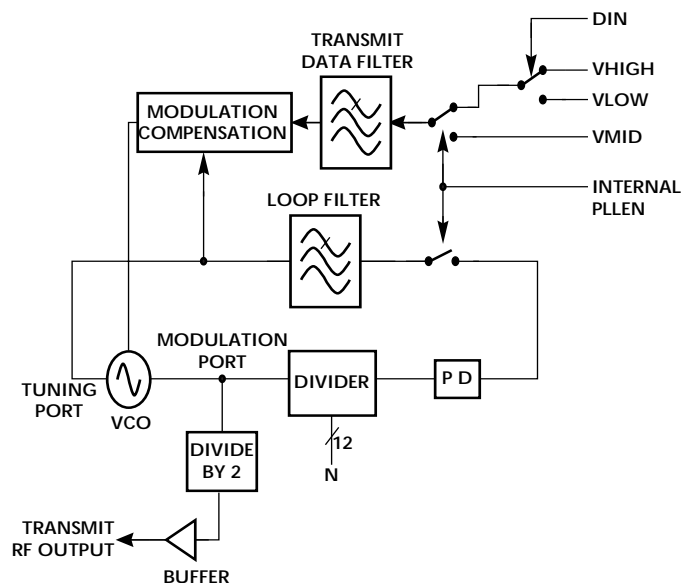 DIN
TRANSMIT
DATA FILTER
VHIGH
VLOW
MODULATION
COMPENSATION
VMID
INTERNAL
PLLEN
LOOP FILTER
MODULATION
PORT
TUNING
PORT
VCO
DIVIDER
P D
12
N
DIVIDE
BY 2
TRANSMIT
RF OUTPUT
BUFFER